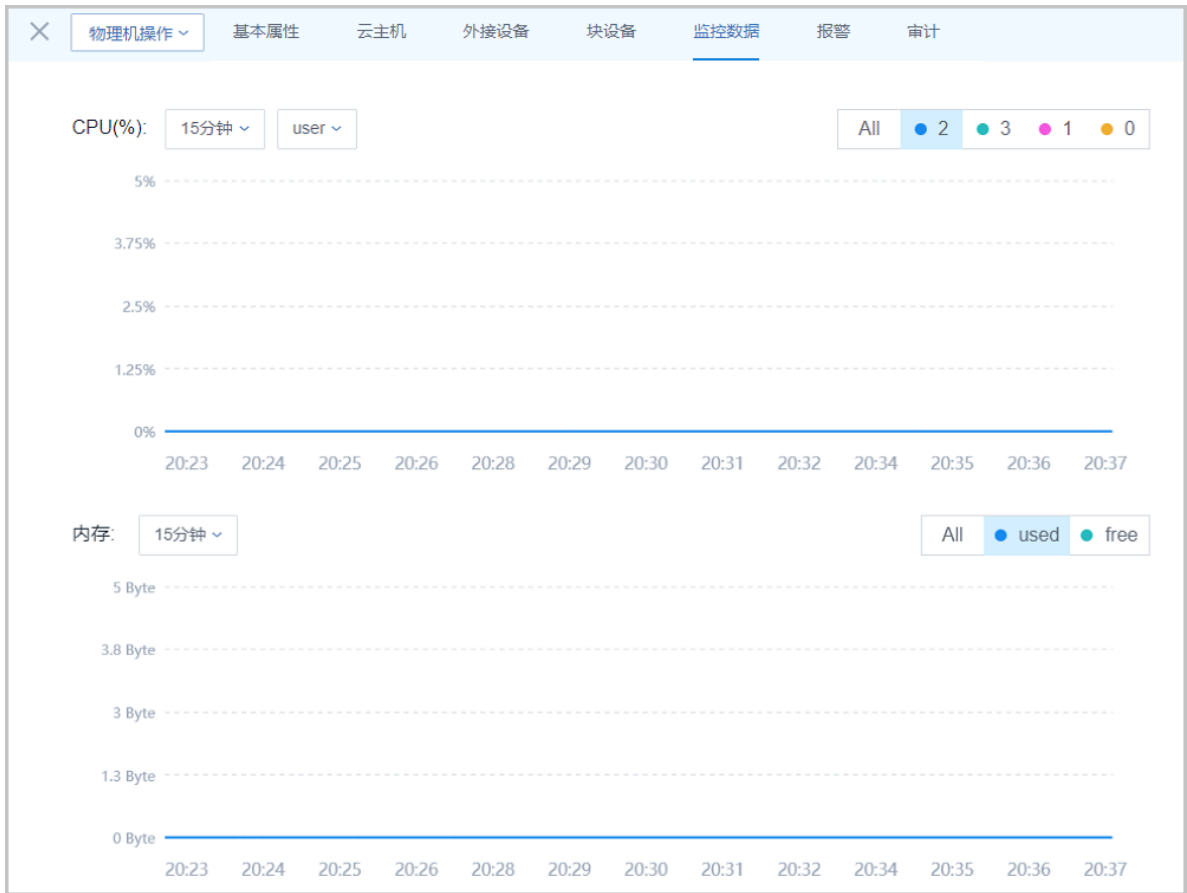 物理机操作 基本属性 云主机 外接设备 块设备 监控数据 报警 审计
CPU(%): 15分钟 user All 2 3 1 0
5%
3.75%
2.5%
1.25%
0%
20:23 20:24 20:25 20:26 20:28 20:29 20:30 20:31 20:32 20:34 20:35 20:36 20:37
内存: 15分钟 All used free
5 Byte
3.8 Byte
3 Byte
1.3 Byte
0 Byte
20:23 20:24 20:25 20:26 20:28 20:29 20:30 20:31 20:32 20:34 20:35 20:36 20:37